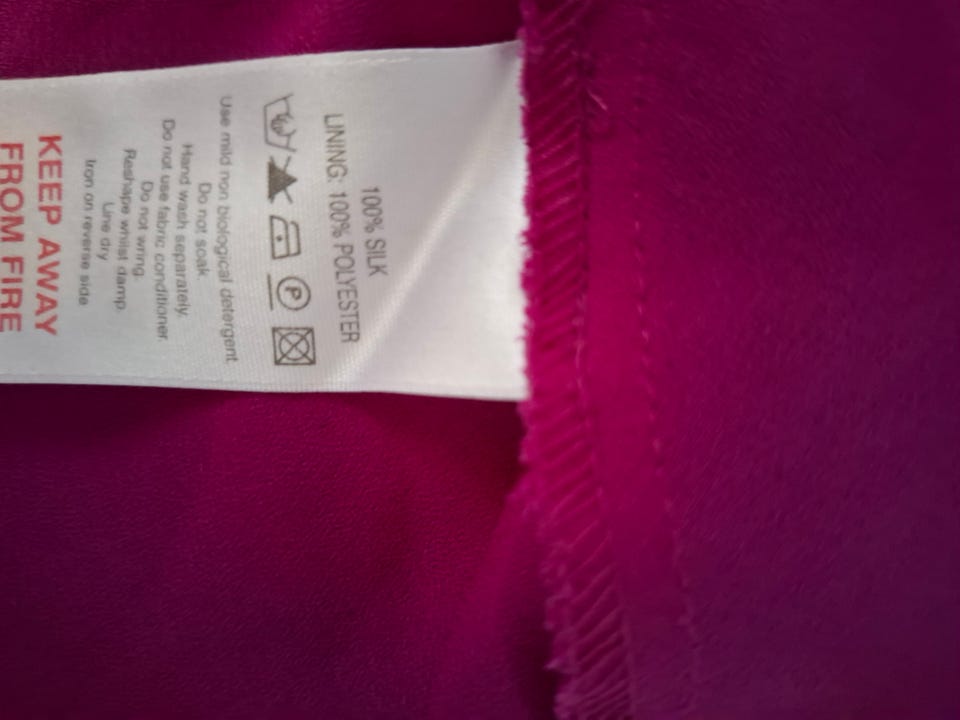 100% SILK
LINING: 100% POLYESTER
P
Use mild non biological detergent.
Do not soak.
Hand wash separately.
Do not use fabric conditioner.
Do not wring.
Reshape whilst damp.
Line dry
Iron on reverse side
KEEP AWAY
FROM FIRE